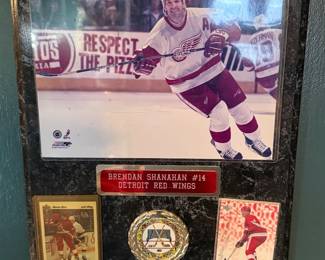 RESPECT
THE PIZZ
A
BRENDAN SHANAHAN #14
DETROIT RED WINGS